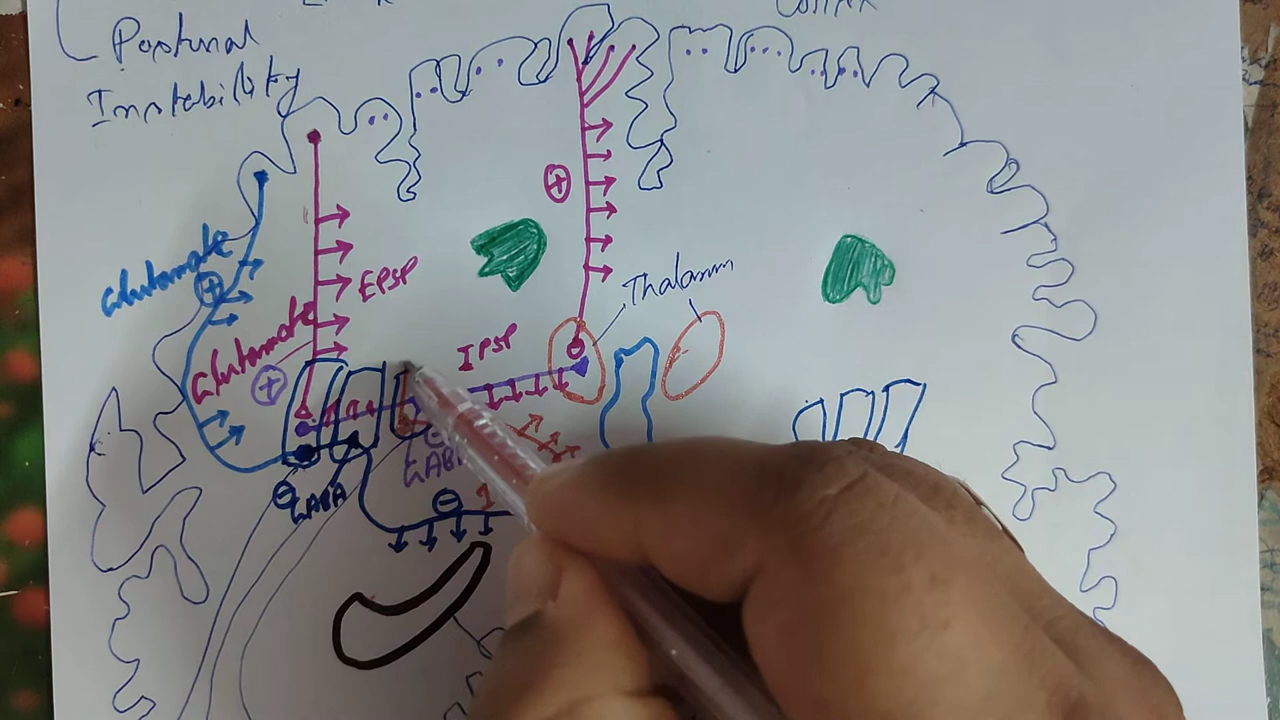 Postural
Instability
Glutamate
+
Glutamate
+
EPSP
+
IPSP
Thalamus
-
GABA
-
GABA
-